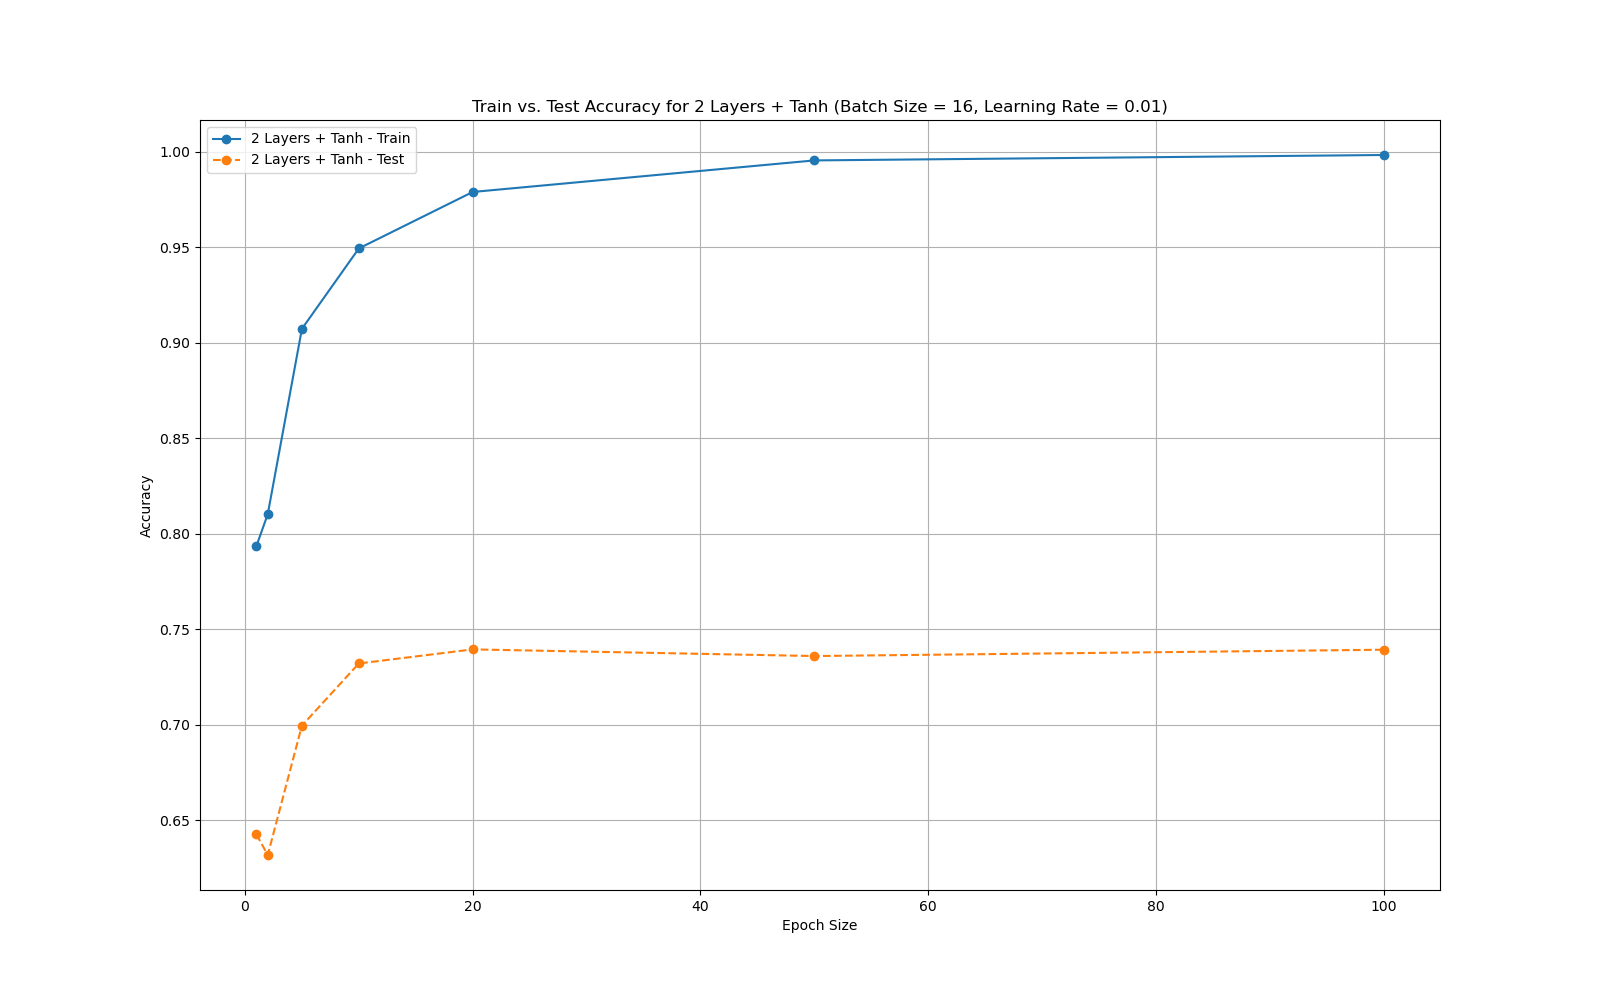 Train vs. Test Accuracy for 2 Layers + Tanh (Batch Size = 16, Learning Rate = 0.01)
2 Layers + Tanh - Train
2 Layers + Tanh - Test
1.00
0.95
0.90
0.85
0.80
0.75
0.70
0.65
Accuracy
0 20 40 60 80 100
Epoch Size